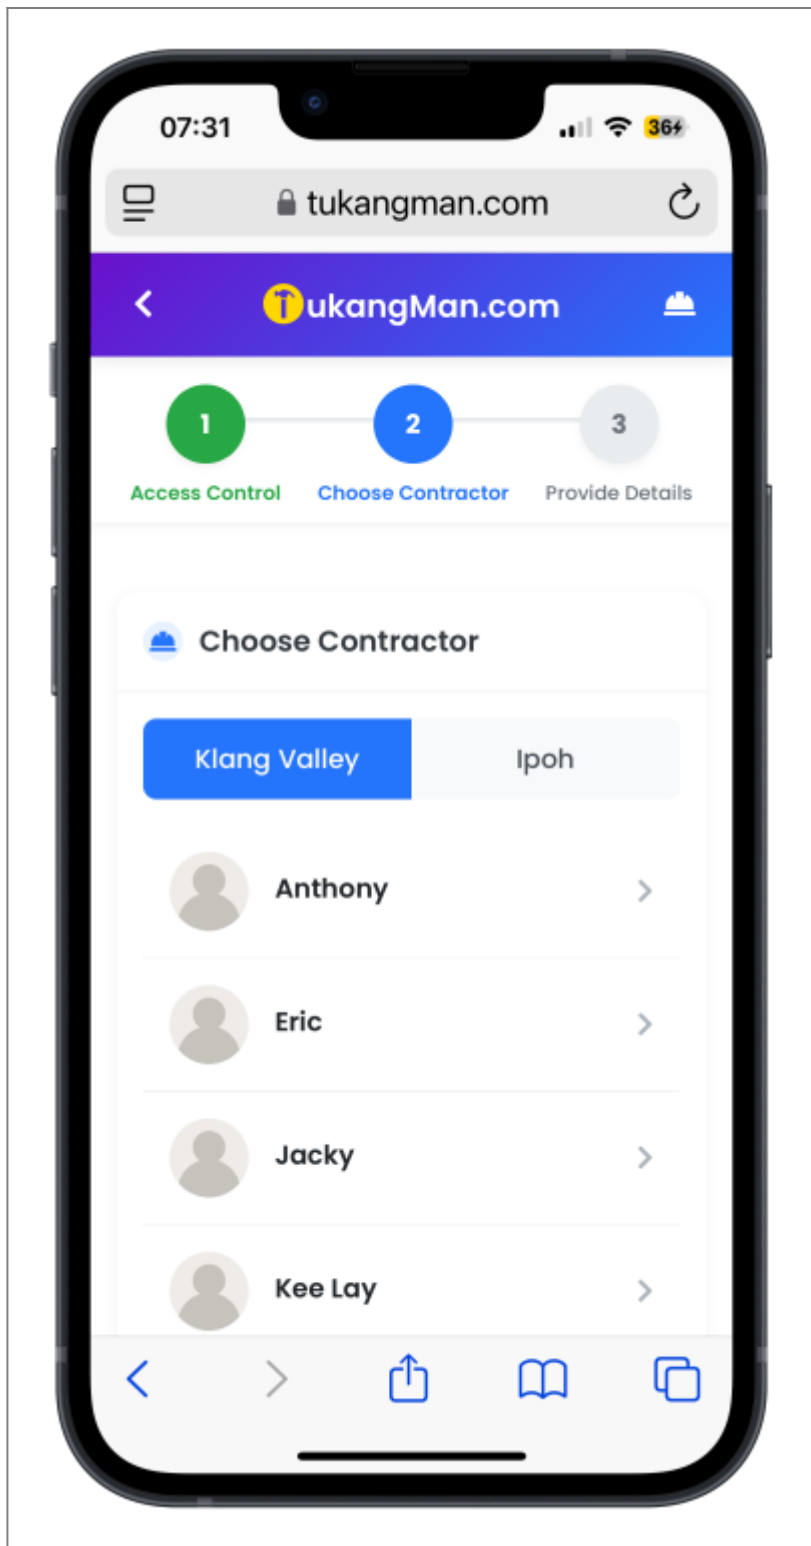 07:31
36
tukangman.com
TukangMan.com
1
2
3
Access Control
Choose Contractor
Provide Details
Choose Contractor
Klang Valley
Ipoh
Anthony
Eric
Jacky
Kee Lay